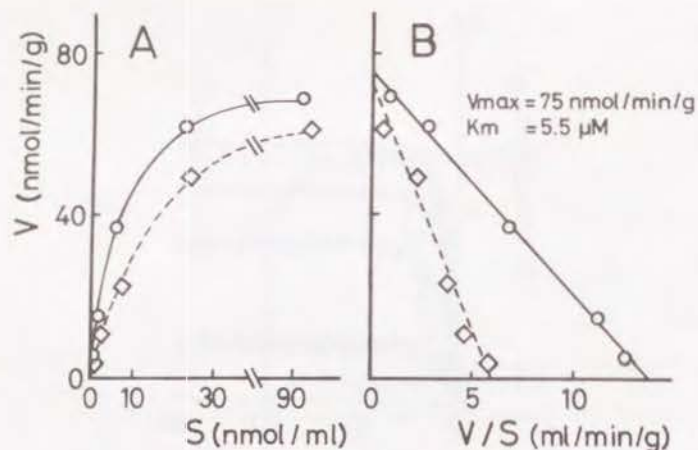 A
B
V (nmol/min/g)
80
40
0
0 10 30 90
S (nmol/ml)
Vmax = 75 nmol/min/g
Km = 5.5 µM
0 5 10
V/S (ml/min/g)